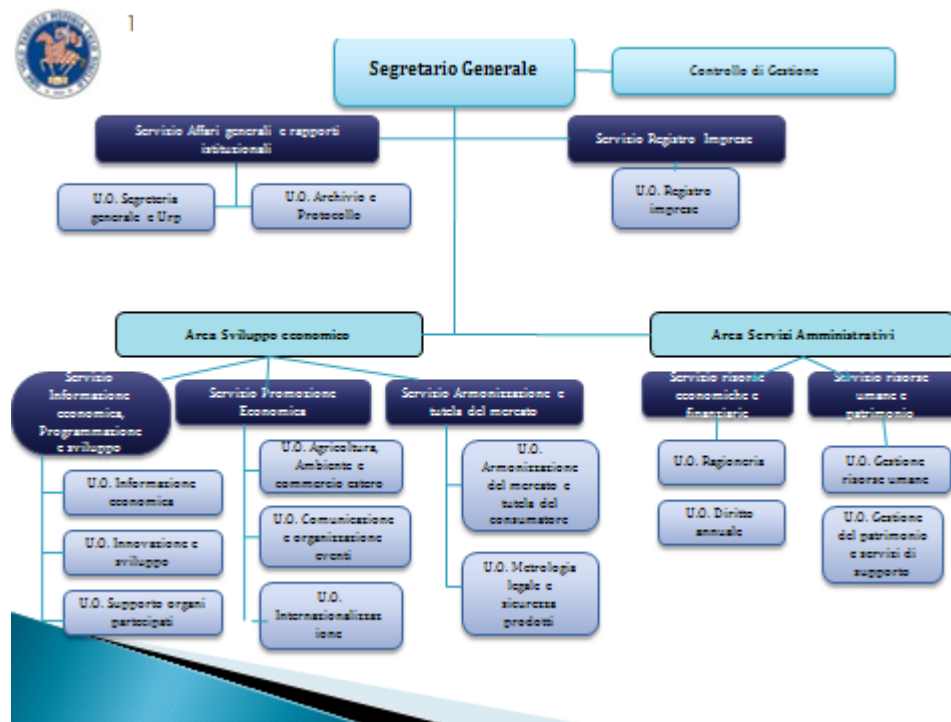 1
Segretario Generale
Controllo di Gestione
Servizio Affari generali e rapporti
istituzionali
Servizio Registro Imprese
U.O. Segreteria
generale e Urp
U.O. Archivio e
Protocollo
U.O. Registro
imprese
Area Sviluppo economico
Area Servizi Amministrativi
Servizio
Informazione
economica,
Programmazione
e sviluppo
Servizio Promozione
Economica
Servizio Armonizzazione e
tutela del mercato
Servizio risorse
economiche e
finanziarie
Servizio risorse
umane e
patrimonio
U.O. Informazione
economica
U.O. Innovazione e
sviluppo
U.O. Supporto organi
partecipati
U.O. Agricoltura,
Ambiente e
commercio estero
U.O. Comunicazione
e organizzazione
eventi
U.O.
Internazionalizzaz
ione
U.O.
Armonizzazione
del mercato e
tutela del
consumatore
U.O. Metrologia
legale e
sicurezza
prodotti
U.O. Ragioneria
U.O. Diritto
annuale
U.O. Gestione
risorse umane
U.O. Gestione
del patrimonio
e servizi di
supporto